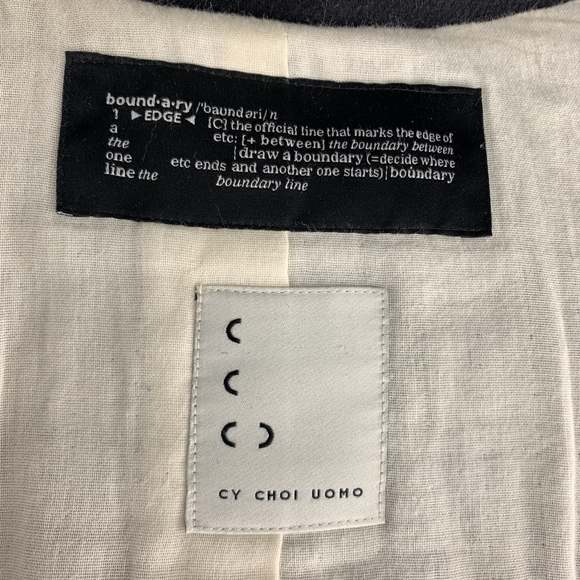 bound·a·ry /'baʊndəri/n
1 ►EDGE◄ [C] the official line that marks the edge of
a etc: [+ between] the boundary between
the |draw a boundary (=decide where
one etc ends and another one starts)|boundary
line the boundary line
C
C
C Ɔ
CY CHOI UOMO